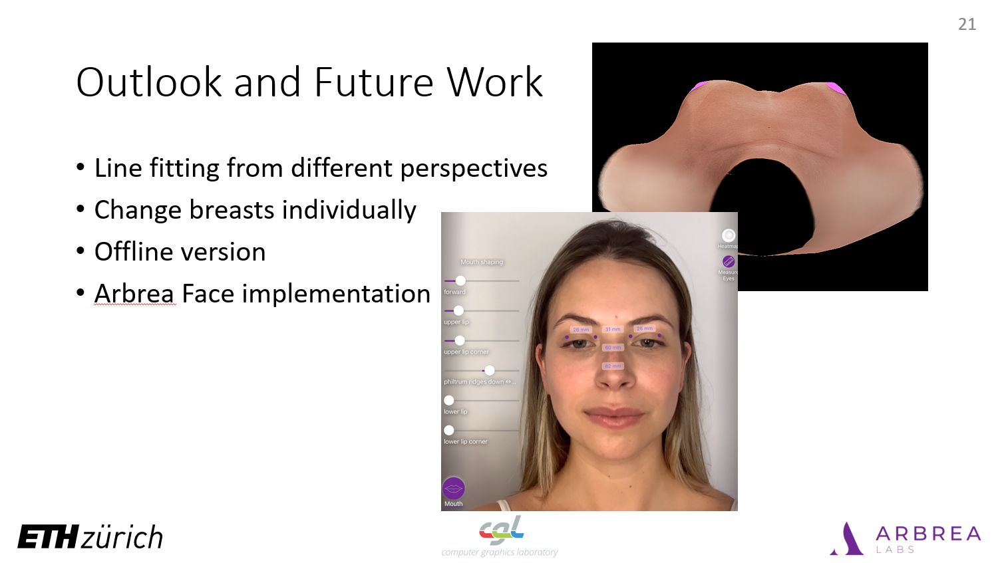 21
Outlook and Future Work
• Line fitting from different perspectives
• Change breasts individually
• Offline version
• Arbrea Face implementation
Heatmap
Measure
Eyes
Mouth shaping
forward
upper lip
upper lip corner
philtrum ridges down ↔...
lower lip
lower lip corner
26 mm 31 mm 26 mm
60 mm
82 mm
Mouth
ETH zürich
cgl
computer graphics laboratory
ARBREA
LABS